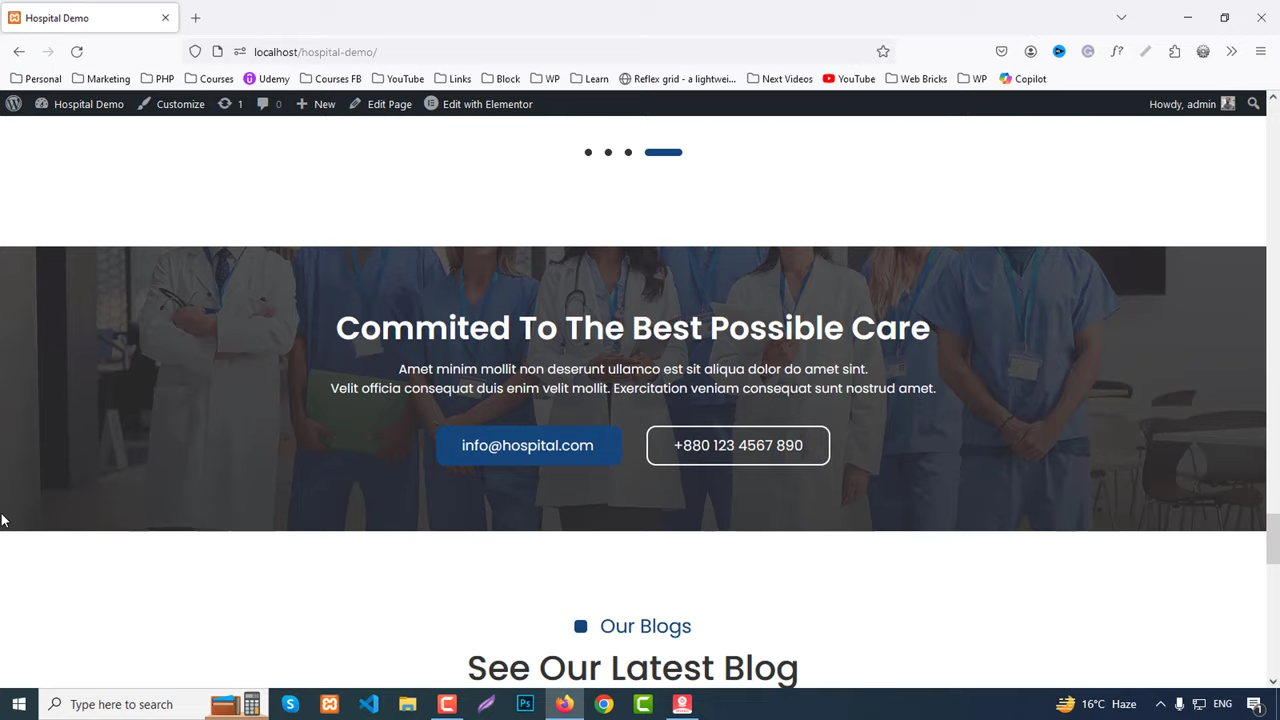 Hospital Demo
localhost/hospital-demo/
Personal Marketing PHP Courses Udemy Courses FB YouTube Links Block WP Learn Reflex grid - a lightwei... Next Videos YouTube Web Bricks WP Copilot
Hospital Demo Customize 1 0 New Edit Page Edit with Elementor Howdy, admin
Commited To The Best Possible Care
Amet minim mollit non deserunt ullamco est sit aliqua dolor do amet sint.
Velit officia consequat duis enim velit mollit. Exercitation veniam consequat sunt nostrud amet.
info@hospital.com +880 123 4567 890
Our Blogs
See Our Latest Blog
Type here to search 16°C Haze ENG 1